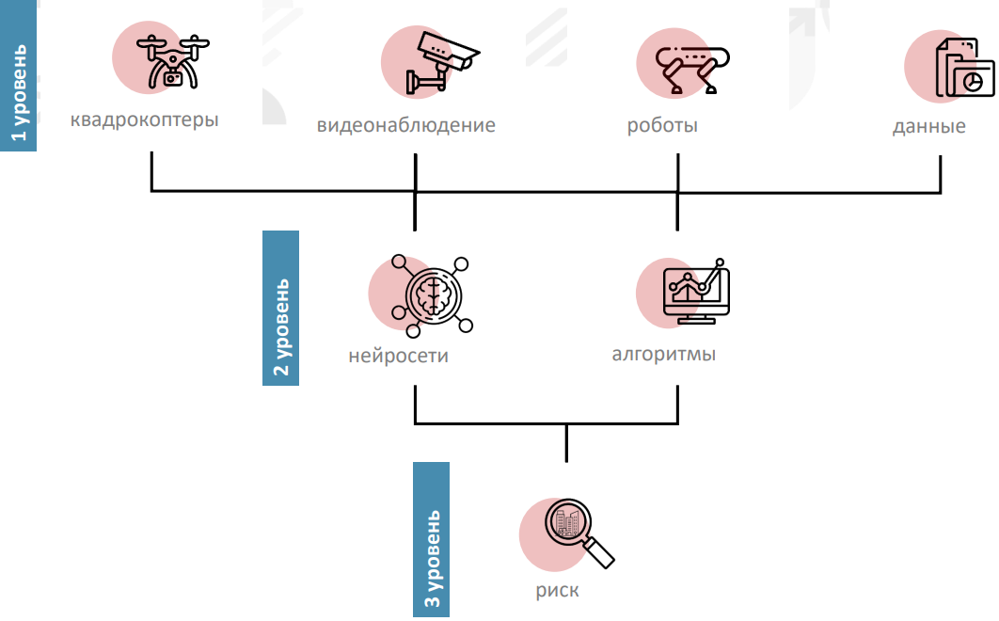 1 уровень
квадрокоптеры
видеонаблюдение
роботы
данные
2 уровень
нейросети
алгоритмы
3 уровень
риск